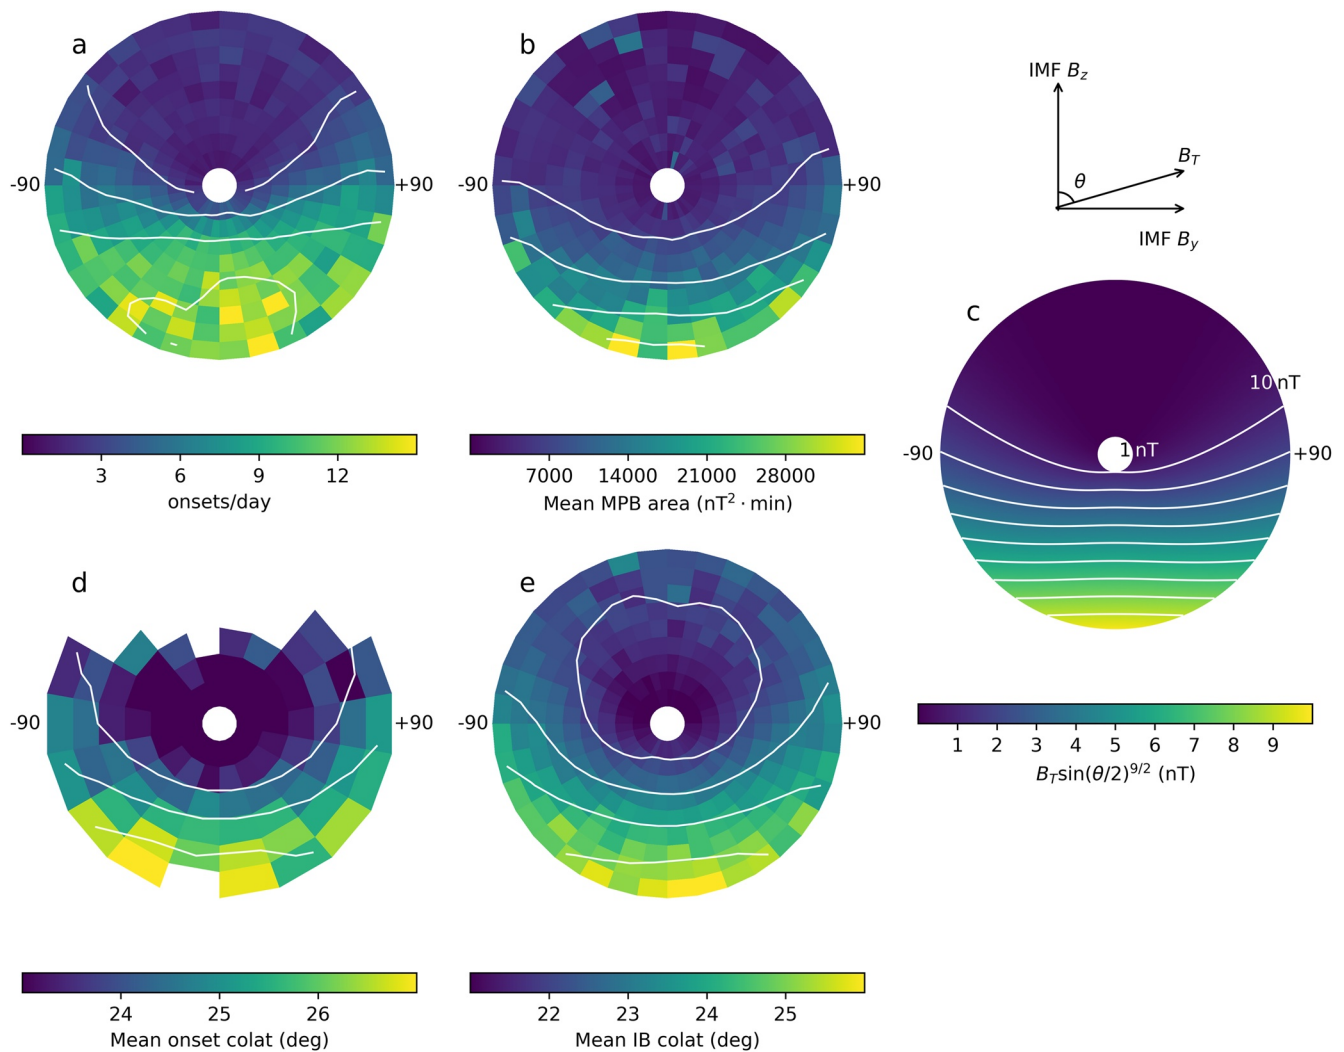 a
-90
+90
3 6 9 12
onsets/day
b
-90
+90
7000 14000 21000 28000
Mean MPB area (nT² · min)
IMF Bz
BT
θ
IMF By
c
10 nT
1 nT
-90
+90
1 2 3 4 5 6 7 8 9
BTsin(θ/2)^9/2 (nT)
d
-90
+90
24 25 26
Mean onset colat (deg)
e
-90
+90
22 23 24 25
Mean IB colat (deg)